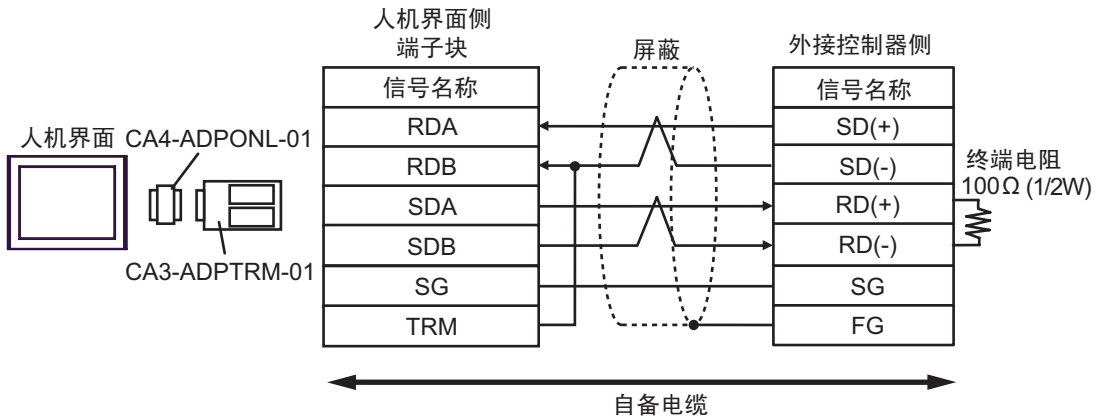 人机界面侧
端子块
屏蔽
外接控制器侧
信号名称
信号名称
RDA
SD(+)
人机界面
CA4-ADPONL-01
RDB
SD(-)
终端电阻
100Ω (1/2W)
SDA
RD(+)
SDB
RD(-)
CA3-ADPTRM-01
SG
SG
TRM
FG
自备电缆